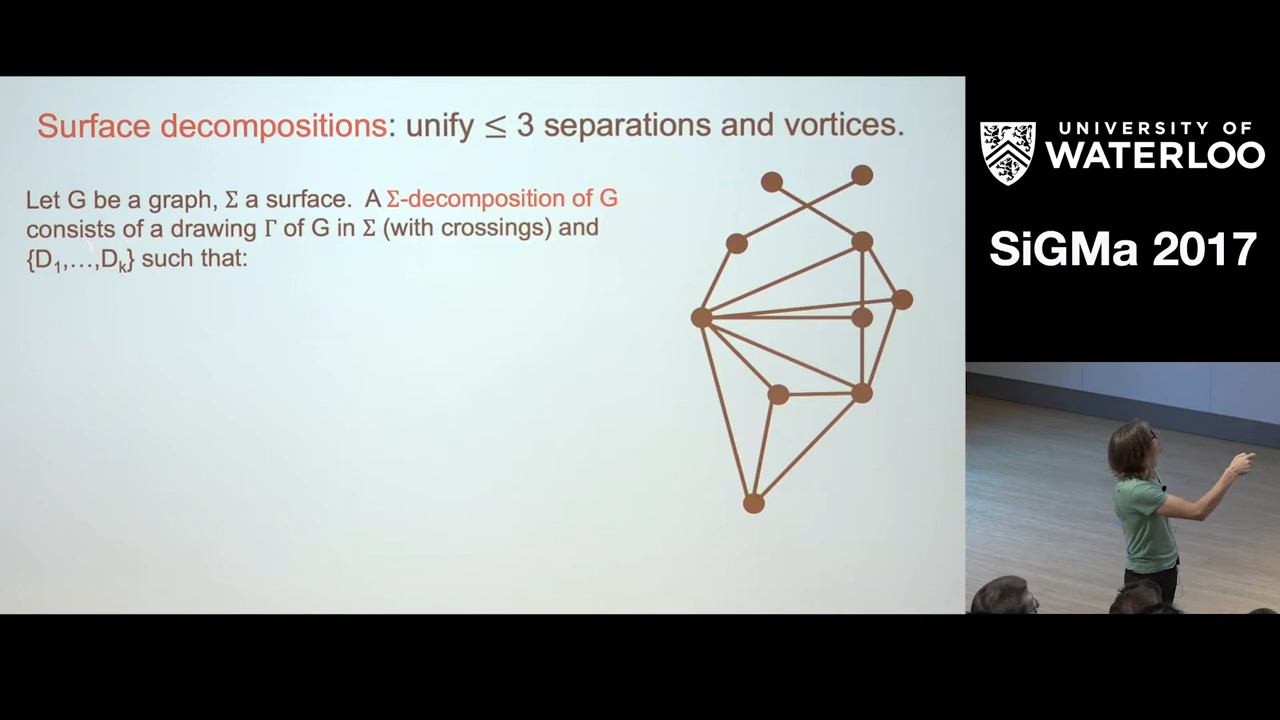 Surface decompositions: unify ≤ 3 separations and vortices.
Let G be a graph, Σ a surface. A Σ-decomposition of G
consists of a drawing Γ of G in Σ (with crossings) and
{D₁,…,Dₖ} such that:
UNIVERSITY OF
WATERLOO
SiGMa 2017